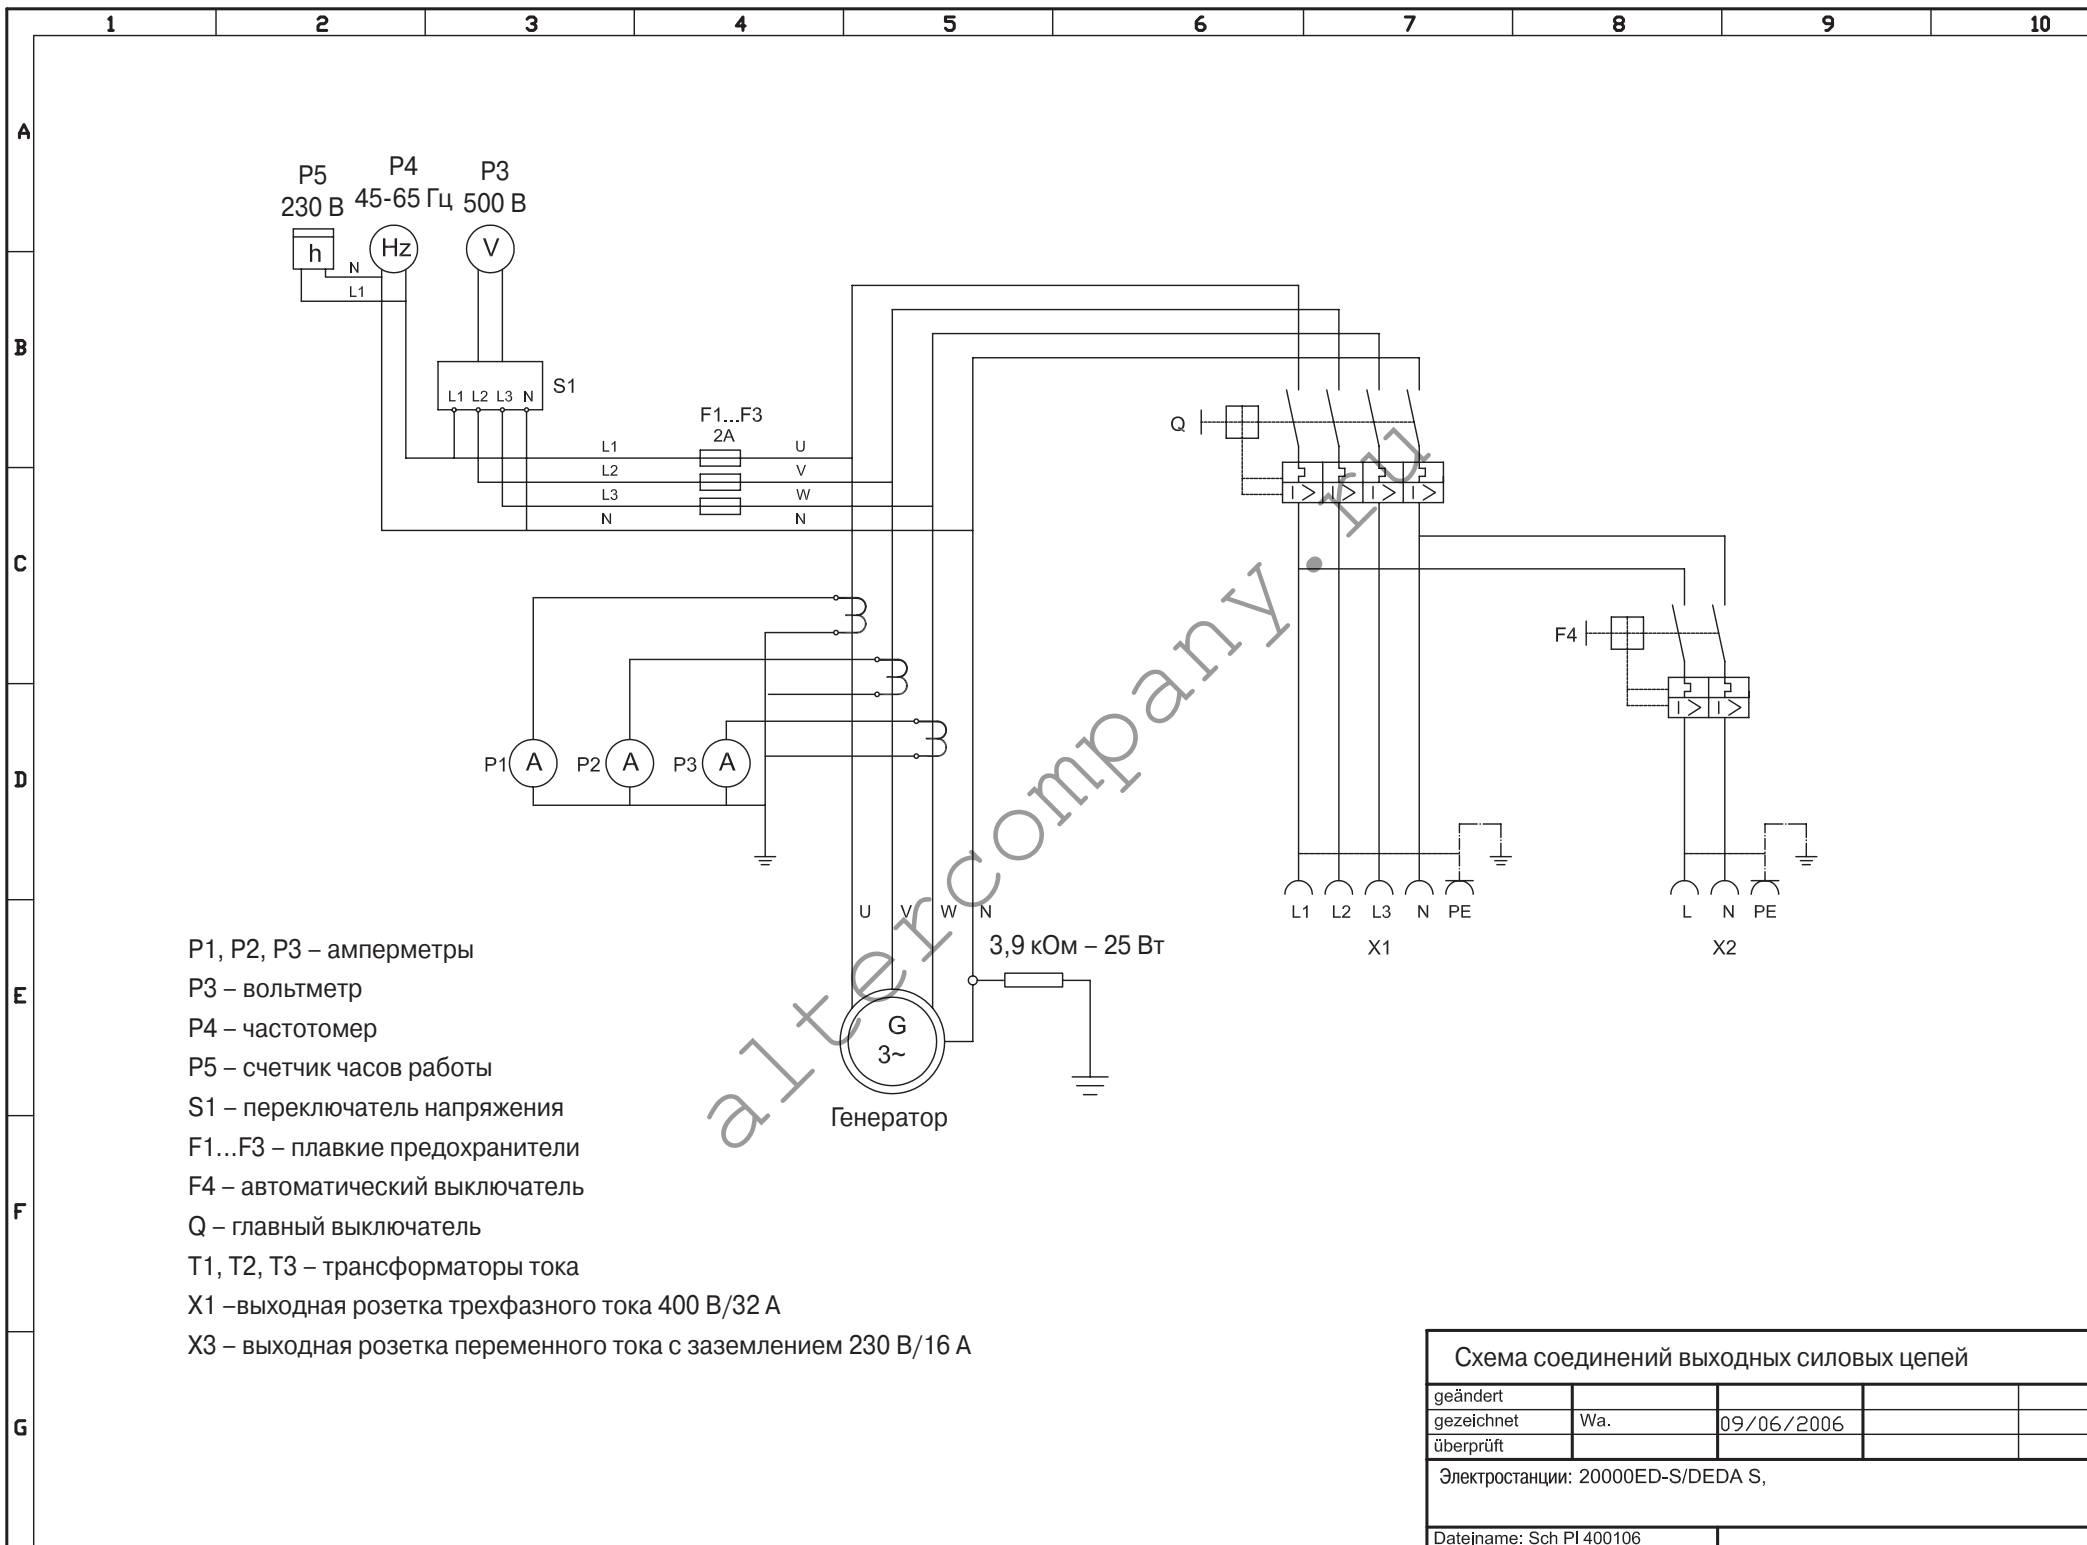 1 2 3 4 5 6 7 8 9 10
A
B
C
D
E
F
G
P5
230 В
P4
45-65 Гц
P3
500 В
h
Hz
V
N
L1
L1 L2 L3 N
S1
F1...F3
2A
L1
U
L2
V
L3
W
N
N
Q
I >
I >
I >
I >
F4
I >
I >
P1
A
P2
A
P3
A
U
V
W
N
L1 L2 L3 N PE
X1
L N PE
X2
3,9 кОм – 25 Вт
G
3~
Генератор
P1, P2, P3 – амперметры
P3 – вольтметр
P4 – частотомер
P5 – счетчик часов работы
S1 – переключатель напряжения
F1...F3 – плавкие предохранители
F4 – автоматический выключатель
Q – главный выключатель
T1, T2, T3 – трансформаторы тока
X1 –выходная розетка трехфазного тока 400 В/32 А
X3 – выходная розетка переменного тока с заземлением 230 В/16 А
altercompany.ru
Схема соединений выходных силовых цепей
geändert
gezeichnet Wa. 09/06/2006
überprüft
Электростанции: 20000ED-S/DEDA S,
Dateiname: Sch Pl 400106